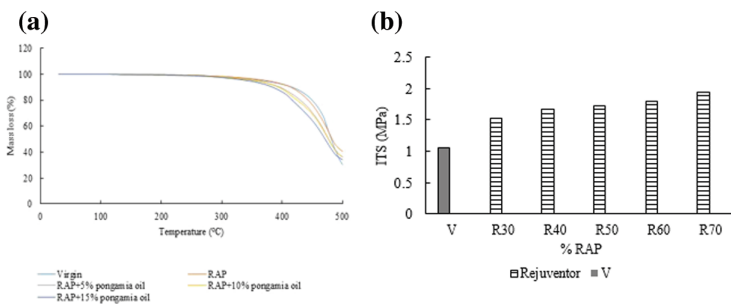 (a)
120
100
80
60
40
20
0
Mass loss (%)
0 100 200 300 400 500
Temperature (⁰C)
Virgin
RAP
RAP+5% pongamia oil
RAP+10% pongamia oil
RAP+15% pongamia oil
(b)
2.5
2
1.5
1
0.5
0
ITS (MPa)
V R30 R40 R50 R60 R70
% RAP
Rejuventor V